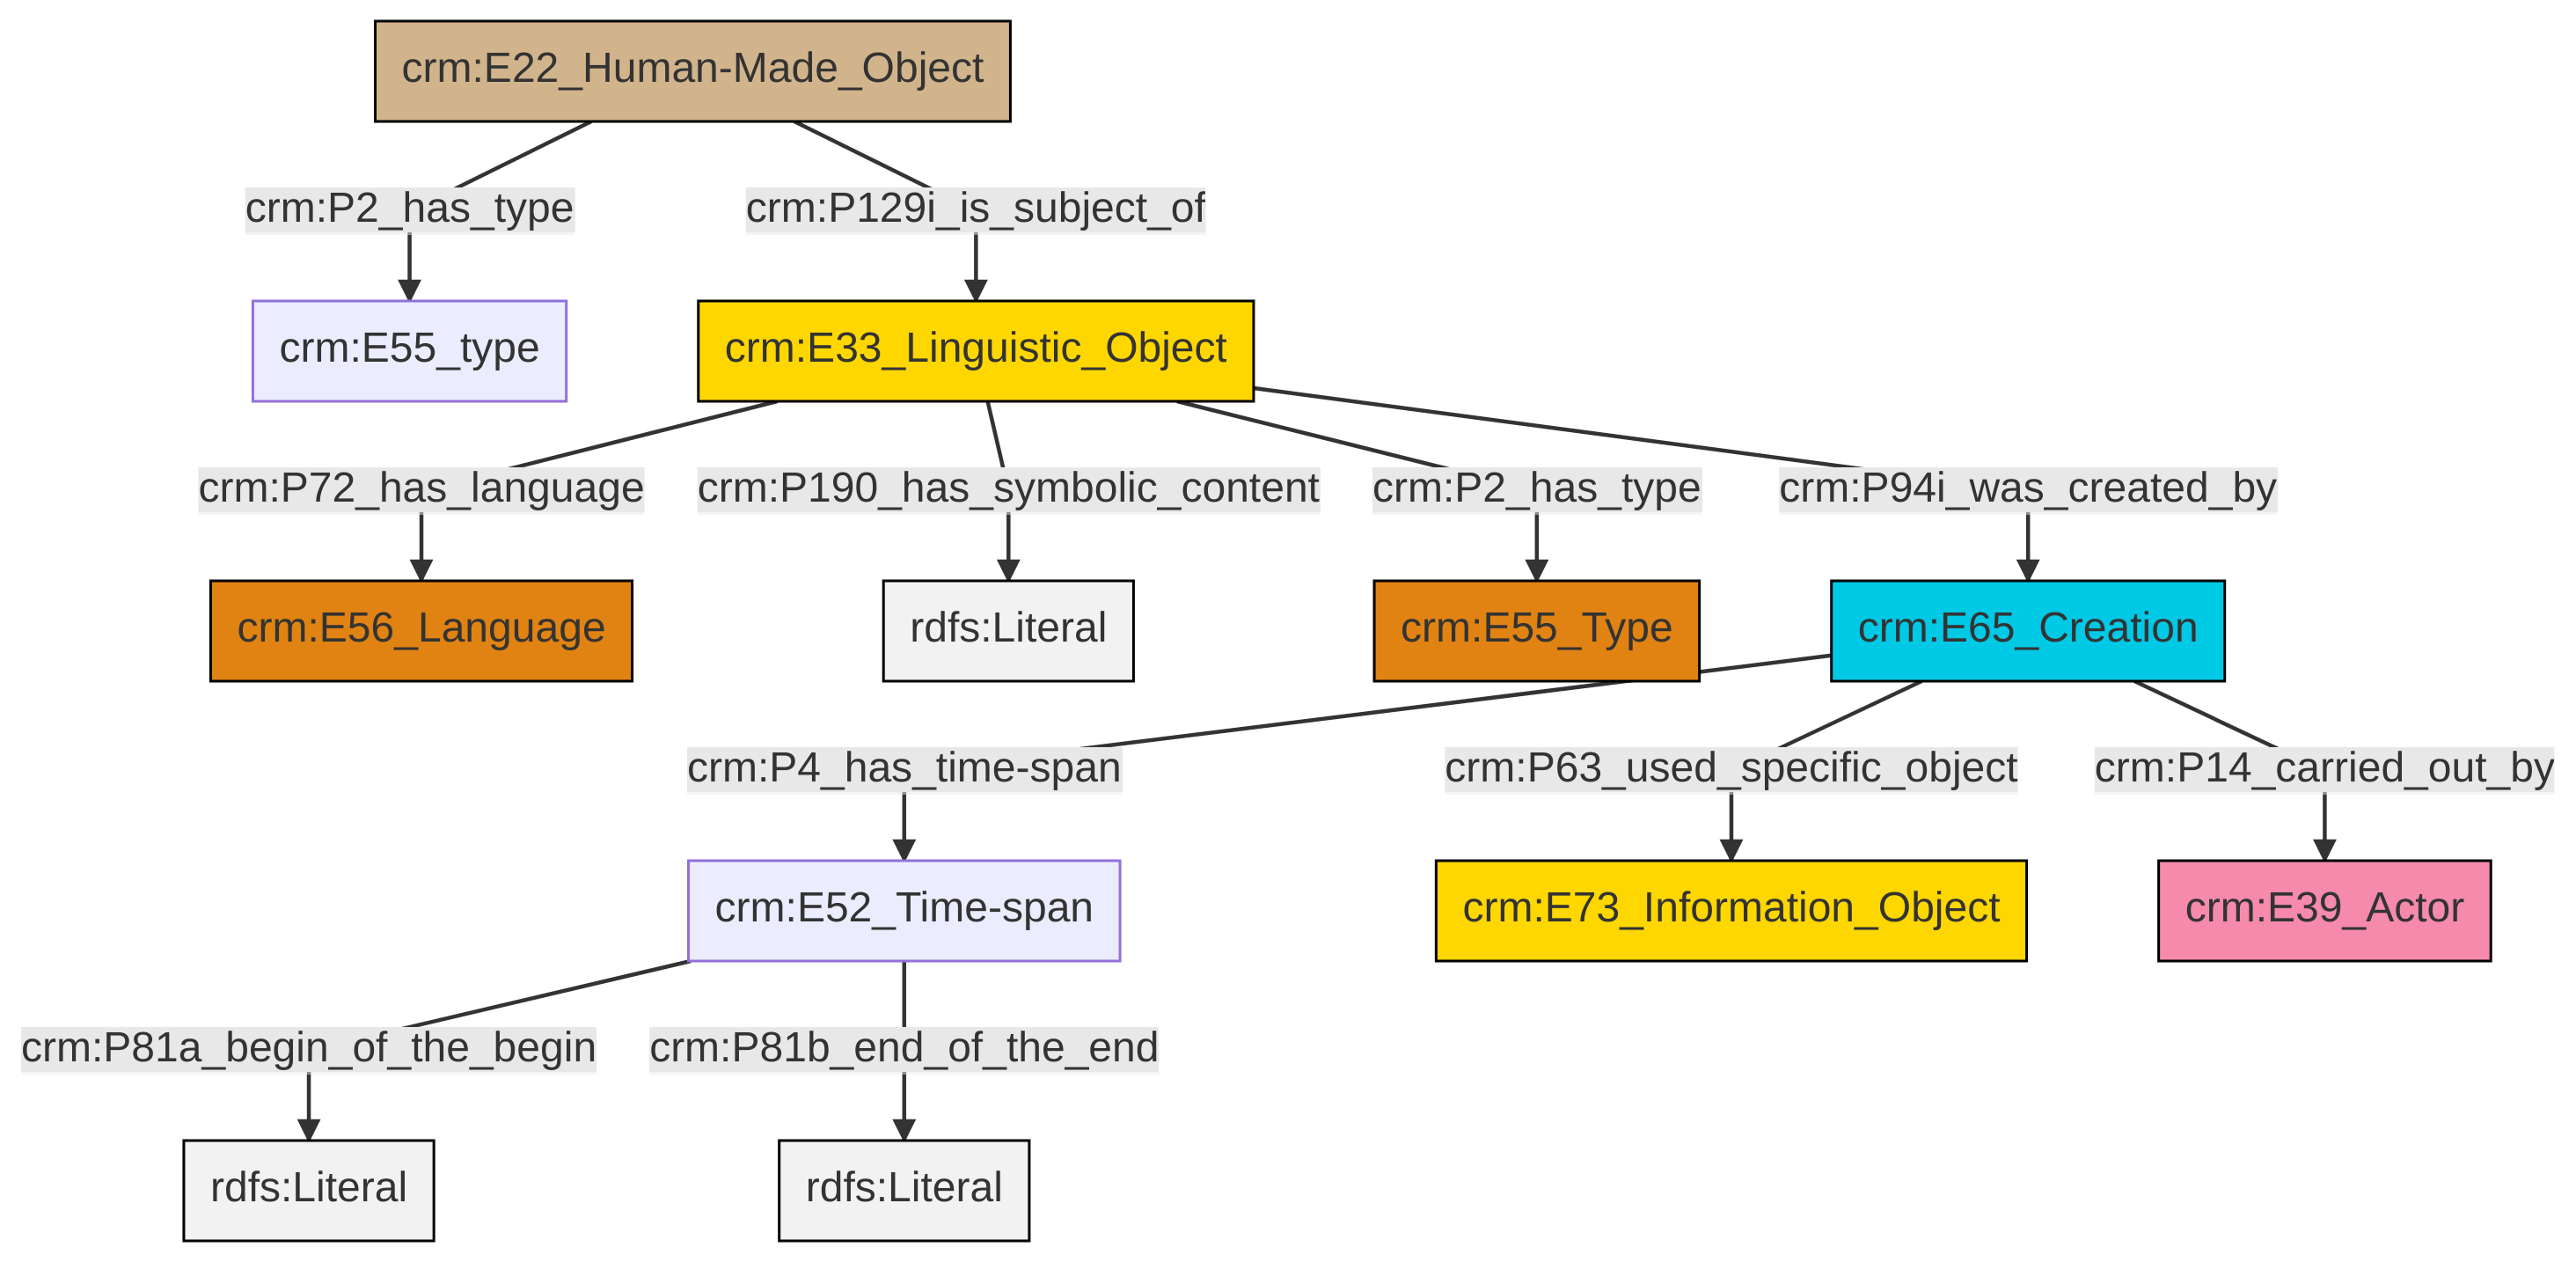 crm:E22_Human-Made_Object
crm:P2_has_type
crm:P129i_is_subject_of
crm:E55_type
crm:E33_Linguistic_Object
crm:P72_has_language
crm:P190_has_symbolic_content
crm:P2_has_type
crm:P94i_was_created_by
crm:E56_Language
rdfs:Literal
crm:E55_Type
crm:E65_Creation
crm:P4_has_time-span
crm:P63_used_specific_object
crm:P14_carried_out_by
crm:E52_Time-span
crm:E73_Information_Object
crm:E39_Actor
crm:P81a_begin_of_the_begin
crm:P81b_end_of_the_end
rdfs:Literal
rdfs:Literal